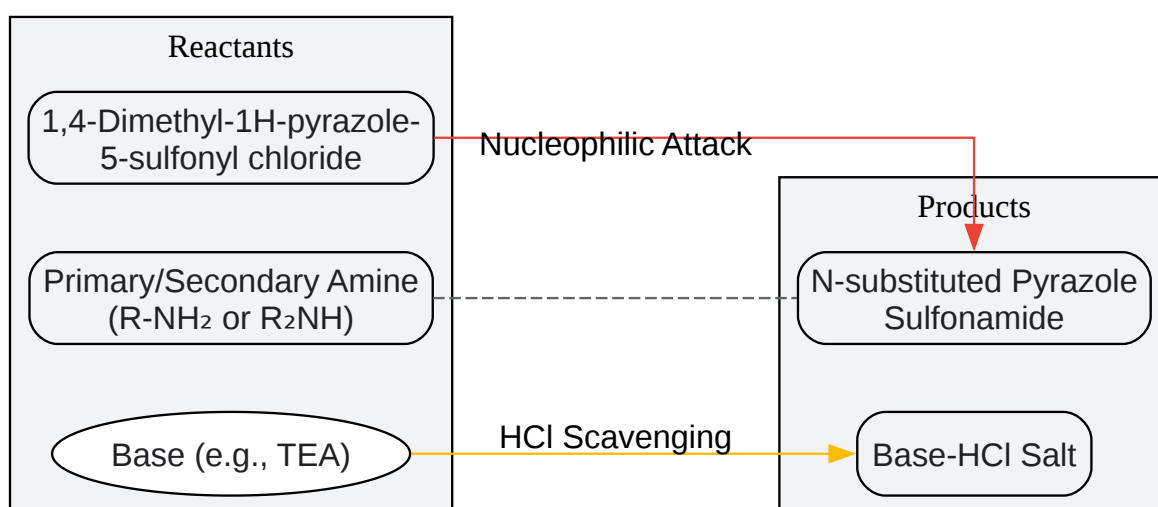 Reactants
1,4-Dimethyl-1H-pyrazole-
5-sulfonyl chloride
Nucleophilic Attack
Products
Primary/Secondary Amine
(R-NH₂ or R₂NH)
N-substituted Pyrazole
Sulfonamide
Base (e.g., TEA)
HCl Scavenging
Base-HCl Salt